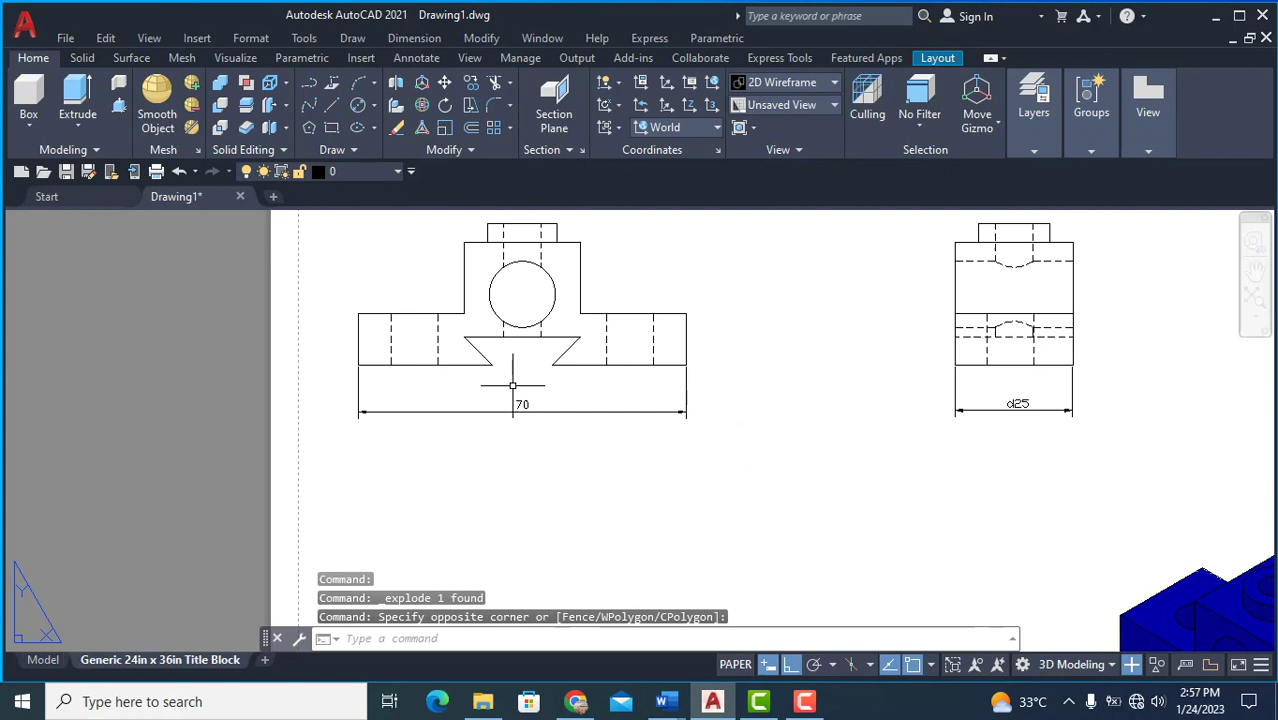 Autodesk AutoCAD 2021 Drawing1.dwg
Type a keyword or phrase
Sign In
File Edit View Insert Format Tools Draw Dimension Modify Window Help Express Parametric
Home Solid Surface Mesh Visualize Parametric Insert Annotate View Manage Output Add-ins Collaborate Express Tools Featured Apps Layout
2D Wireframe
Unsaved View
World
Box Extrude Smooth Object Section Plane Culling No Filter Move Gizmo Layers Groups View
Modeling Mesh Solid Editing Draw Modify Section Coordinates View Selection
0
Start Drawing1*
70
d25
Command:
Command: _explode 1 found
Command: Specify opposite corner or [Fence/WPolygon/CPolygon]:
Type a command
Y
X
Model Generic 24in x 36in Title Block
PAPER
3D Modeling
Type here to search
33°C
2:57 PM
1/24/2023